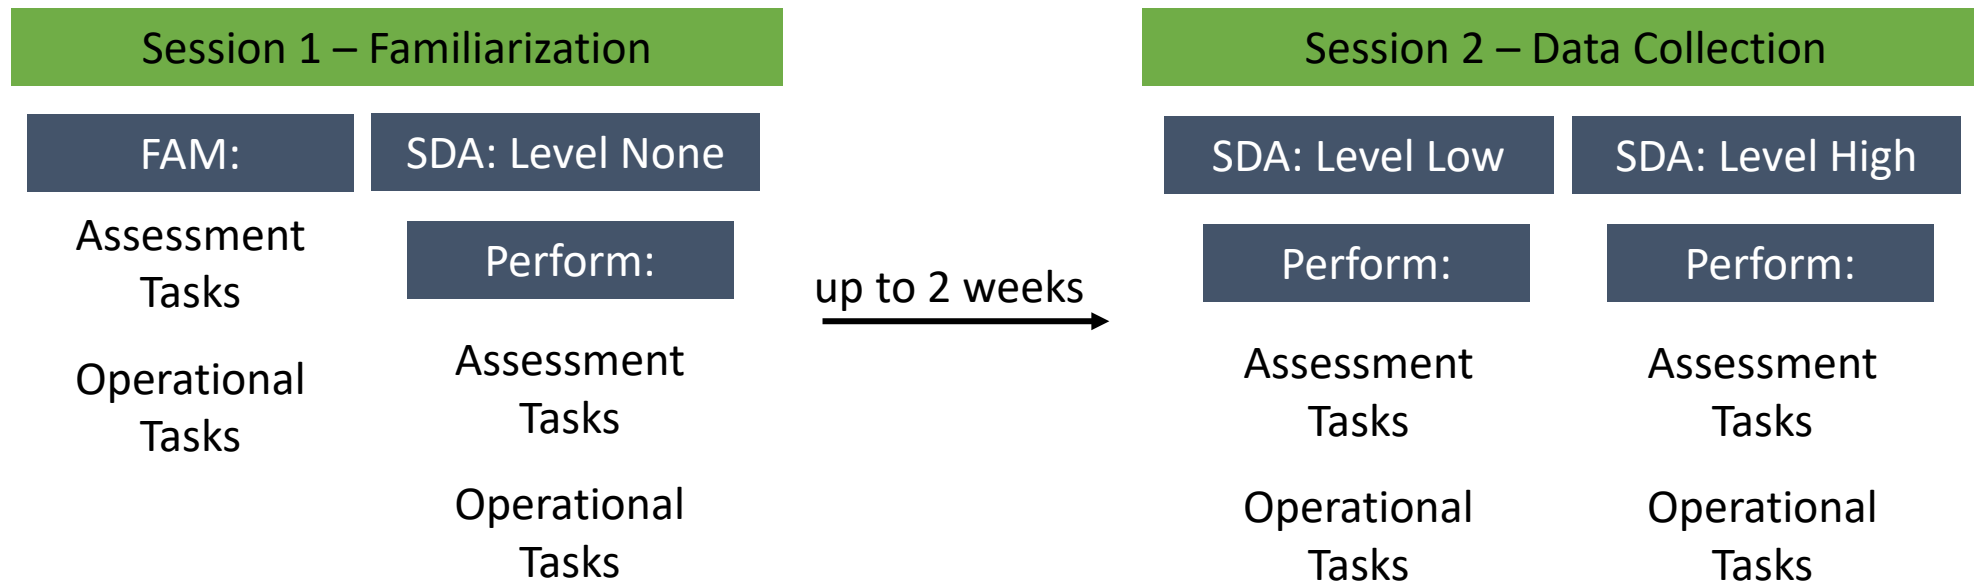 Session 1 – Familiarization
FAM:
Assessment
Tasks
Operational
Tasks
SDA: Level None
Perform:
Assessment
Tasks
Operational
Tasks
up to 2 weeks
Session 2 – Data Collection
SDA: Level Low
Perform:
Assessment
Tasks
Operational
Tasks
SDA: Level High
Perform:
Assessment
Tasks
Operational
Tasks